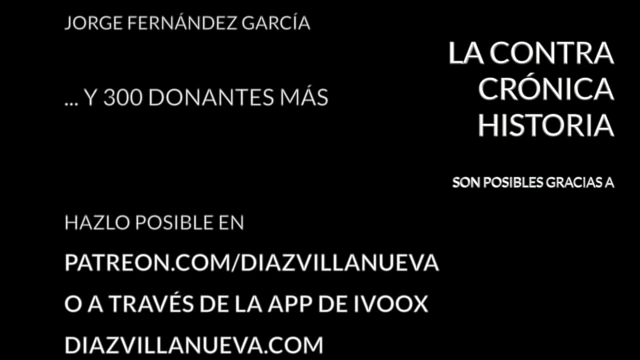 JORGE FERNÁNDEZ GARCÍA
... Y 300 DONANTES MÁS
LA CONTRA
CRÓNICA
HISTORIA
SON POSIBLES GRACIAS A
HAZLO POSIBLE EN
PATREON.COM/DIAZVILLANUEVA
O A TRAVÉS DE LA APP DE IVOOX
DIAZVILLANUEVA.COM